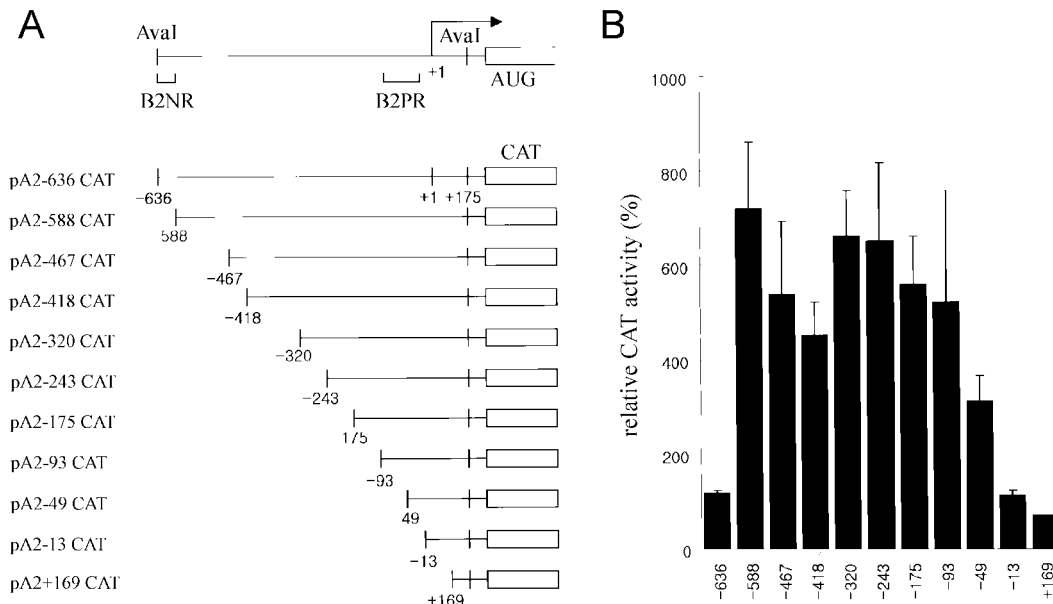 A
AvaI
AvaI
+1
AUG
B2NR
B2PR
CAT
pA2-636 CAT
−636
+1 +175
pA2-588 CAT
588
pA2-467 CAT
−467
pA2-418 CAT
−418
pA2-320 CAT
−320
pA2-243 CAT
−243
pA2-175 CAT
175
pA2-93 CAT
−93
pA2-49 CAT
49
pA2-13 CAT
−13
pA2+169 CAT
+169
B
relative CAT activity (%)
1000
800
600
400
200
0
−636
−588
−467
−418
−320
−243
−175
−93
−49
−13
+169